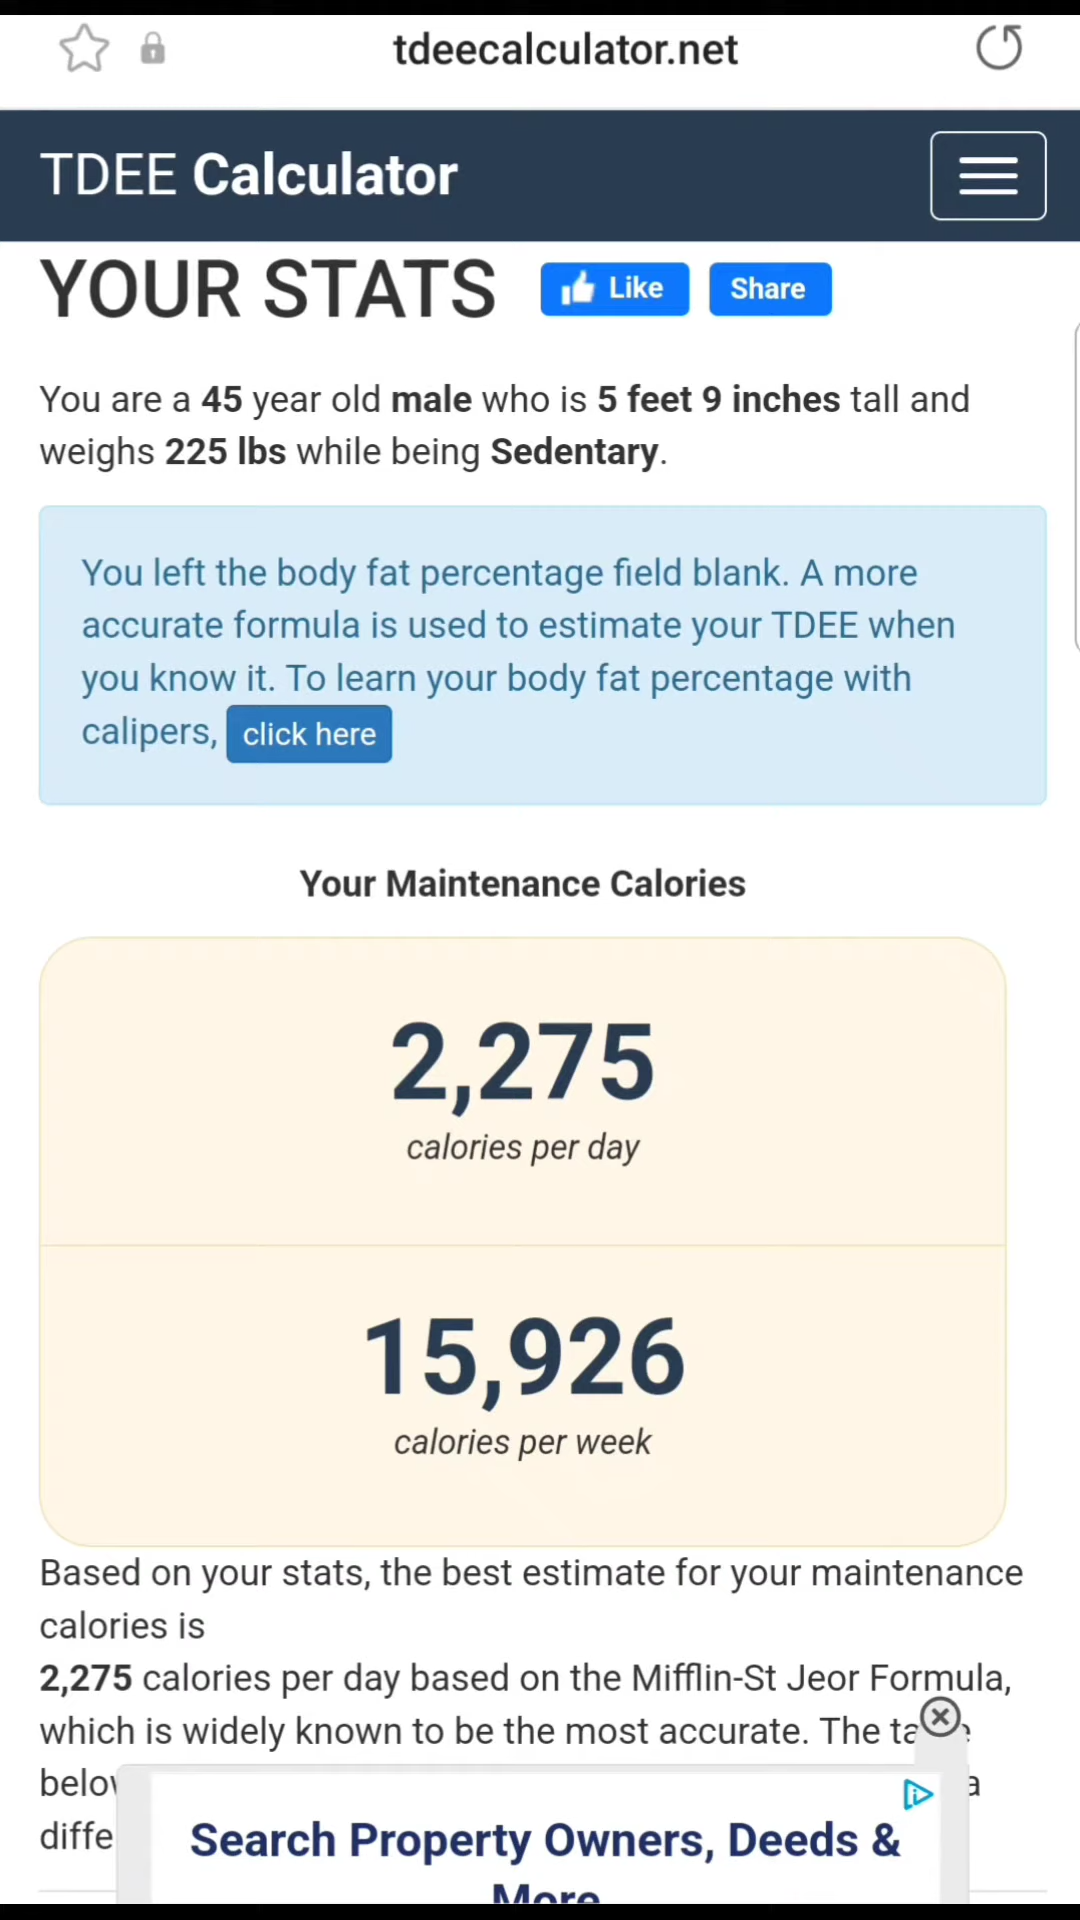 tdeecalculator.net
TDEE Calculator
YOUR STATS
Like
Share
You are a 45 year old male who is 5 feet 9 inches tall and
weighs 225 lbs while being Sedentary.
You left the body fat percentage field blank. A more
accurate formula is used to estimate your TDEE when
you know it. To learn your body fat percentage with
calipers, click here
Your Maintenance Calories
2,275
calories per day
15,926
calories per week
Based on your stats, the best estimate for your maintenance
calories is
2,275 calories per day based on the Mifflin-St Jeor Formula,
which is widely known to be the most accurate. The
a
Search Property Owners, Deeds &
More